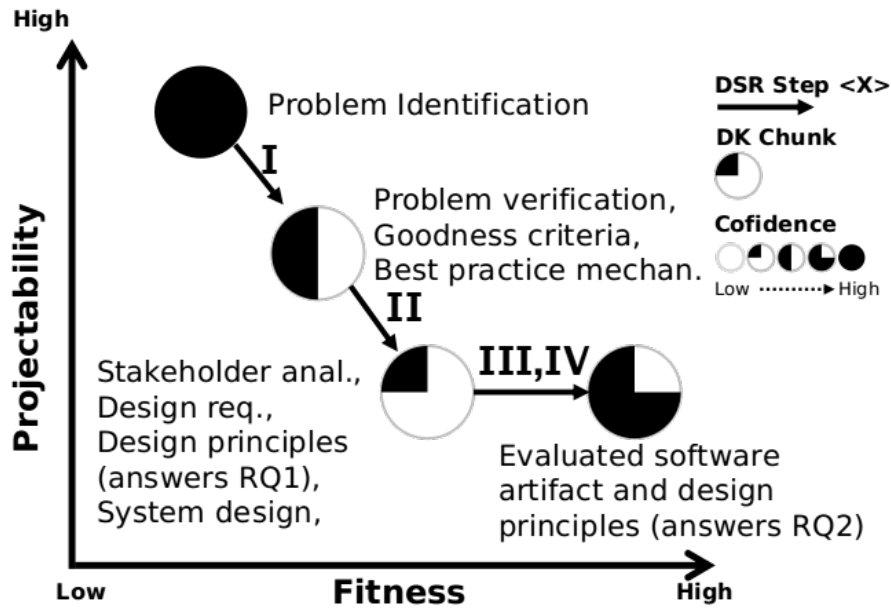 High
Problem Identification
DSR Step <X>
DK Chunk
I
Problem verification,
Goodness criteria,
Best practice mechan.
Cofidence
Low
High
II
Projectability
III,IV
Stakeholder anal.,
Design req.,
Design principles
(answers RQ1),
System design,
Evaluated software
artifact and design
principles (answers RQ2)
Low
Fitness
High